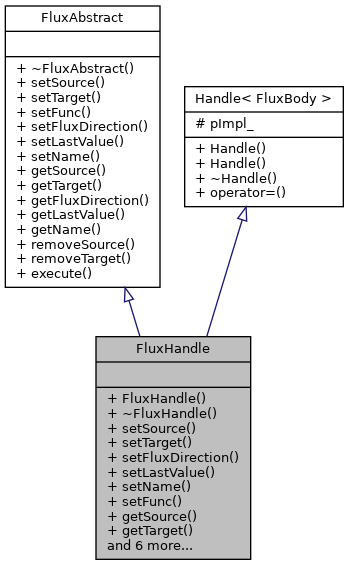 FluxAbstract
+ ~FluxAbstract()
+ setSource()
+ setTarget()
+ setFunc()
+ setFluxDirection()
+ setLastValue()
+ setName()
+ getSource()
+ getTarget()
+ getFluxDirection()
+ getLastValue()
+ getName()
+ removeSource()
+ removeTarget()
+ execute()
Handle< FluxBody >
# pImpl_
+ Handle()
+ Handle()
+ ~Handle()
+ operator=()
FluxHandle
+ FluxHandle()
+ ~FluxHandle()
+ setSource()
+ setTarget()
+ setFluxDirection()
+ setLastValue()
+ setName()
+ setFunc()
+ getSource()
+ getTarget()
and 6 more...